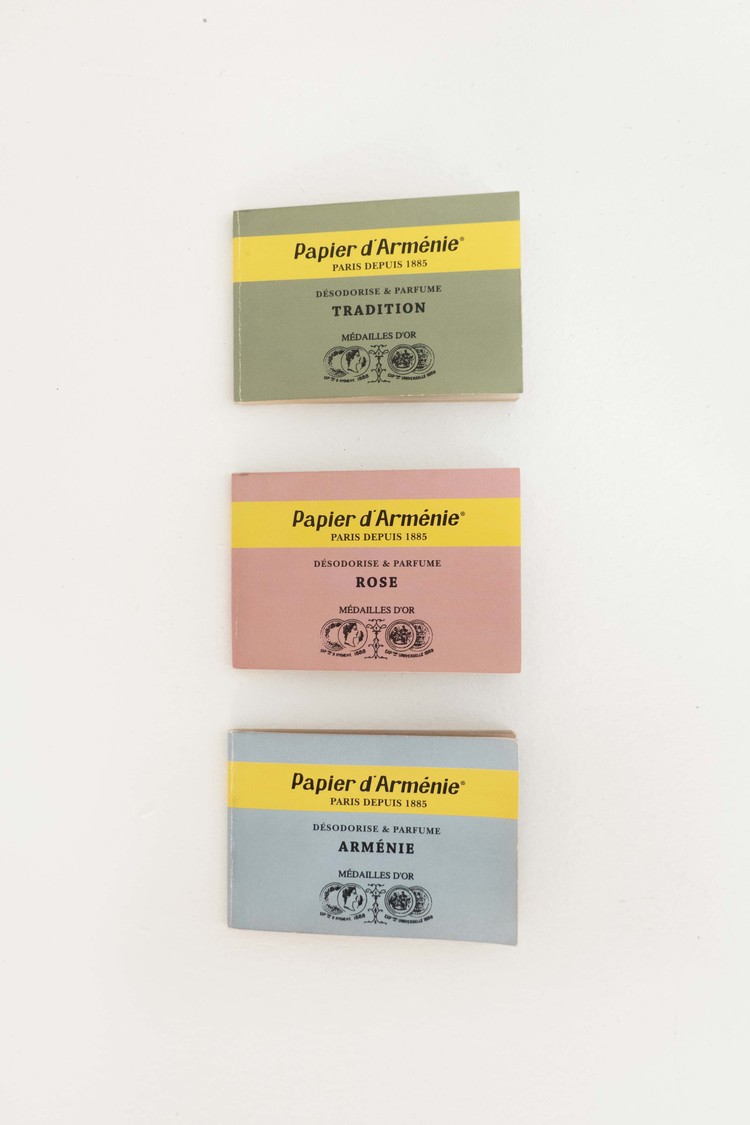 Papier d'Arménie®
PARIS DEPUIS 1885
DÉSODORISE & PARFUME
TRADITION
MÉDAILLES D'OR
Papier d'Arménie®
PARIS DEPUIS 1885
DÉSODORISE & PARFUME
ROSE
MÉDAILLES D'OR
Papier d'Arménie®
PARIS DEPUIS 1885
DÉSODORISE & PARFUME
ARMÉNIE
MÉDAILLES D'OR